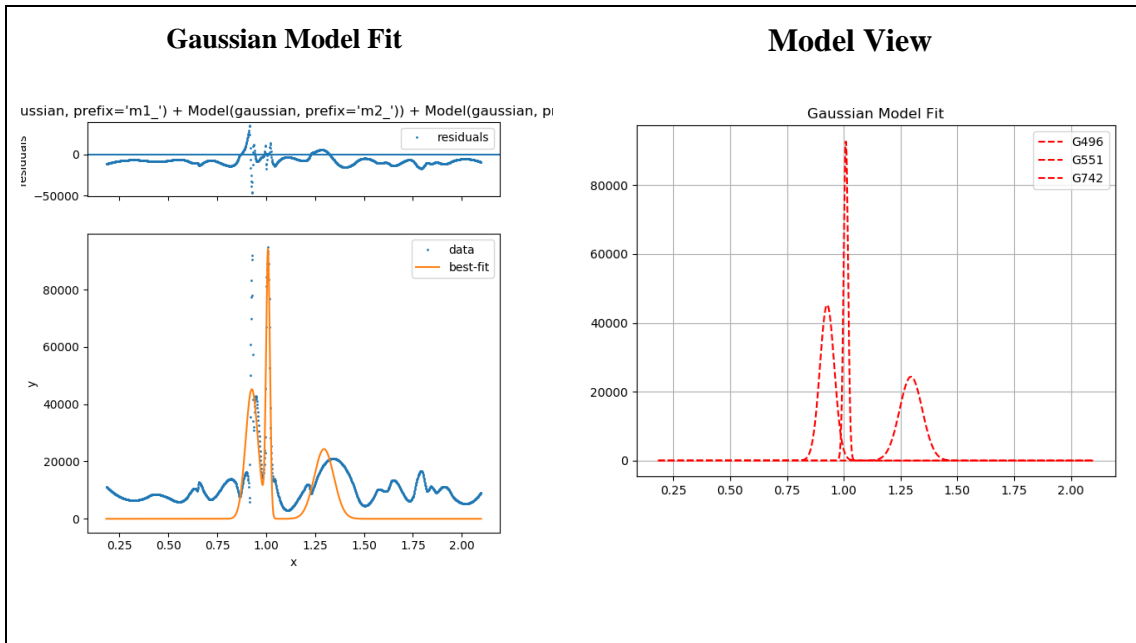 Gaussian Model Fit
ussian, prefix='m1_') + Model(gaussian, prefix='m2_')) + Model(gaussian, p
residuals
0
−50000
residuals
data
best-fit
80000
60000
40000
20000
0
y
0.25 0.50 0.75 1.00 1.25 1.50 1.75 2.00
x
Model View
Gaussian Model Fit
G496
G551
G742
80000
60000
40000
20000
0
0.25 0.50 0.75 1.00 1.25 1.50 1.75 2.00